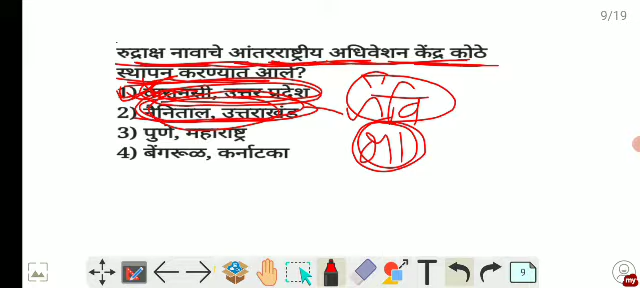 9/19
रुद्राक्ष नावाचे आंतरराष्ट्रीय अधिवेशन केंद्र कोठे
स्थापन करण्यात आले?
1) वाराणसी, उत्तर प्रदेश
2) नैनिताल, उत्तराखंड
3) पुणे, महाराष्ट्र
4) बेंगरूळ, कर्नाटका
T
9
my